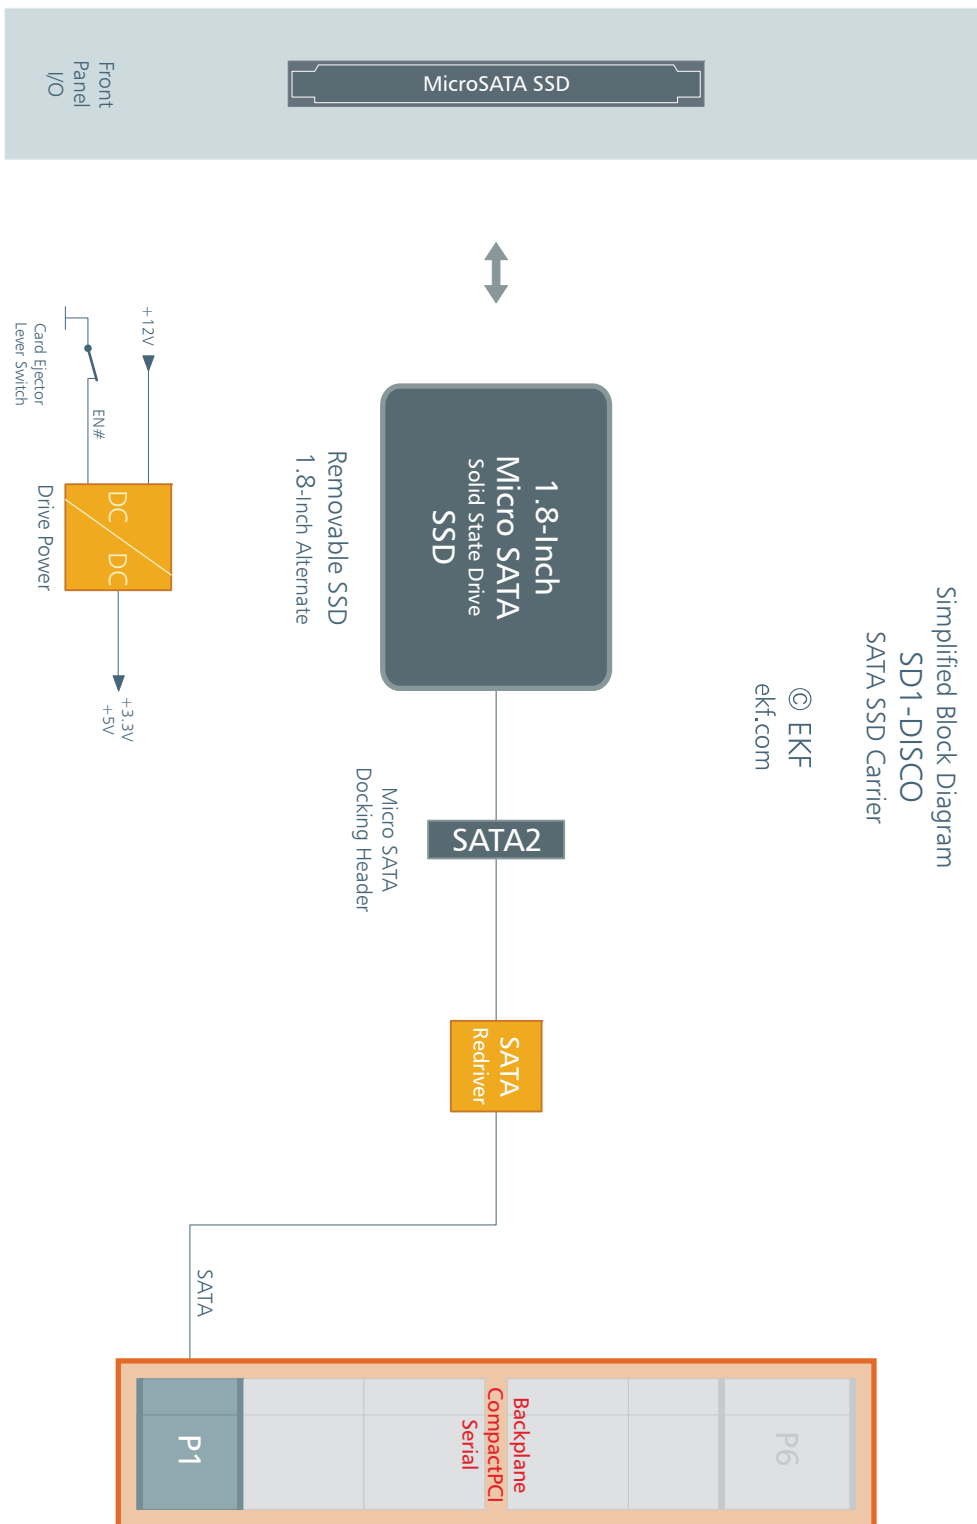 Simplified Block Diagram
SD1-DISCO
SATA SSD Carrier
© EKF
ekf.com
Front
Panel
I/O
MicroSATA SSD
1.8-Inch
Micro SATA
Solid State Drive
SSD
Removable SSD
1.8-Inch Alternate
+12V
Card Ejector
Lever Switch
EN#
DC
DC
Drive Power
+3.3V
+5V
SATA2
Micro SATA
Docking Header
SATA
Redriver
SATA
P6
Backplane
CompactPCI
Serial
P1